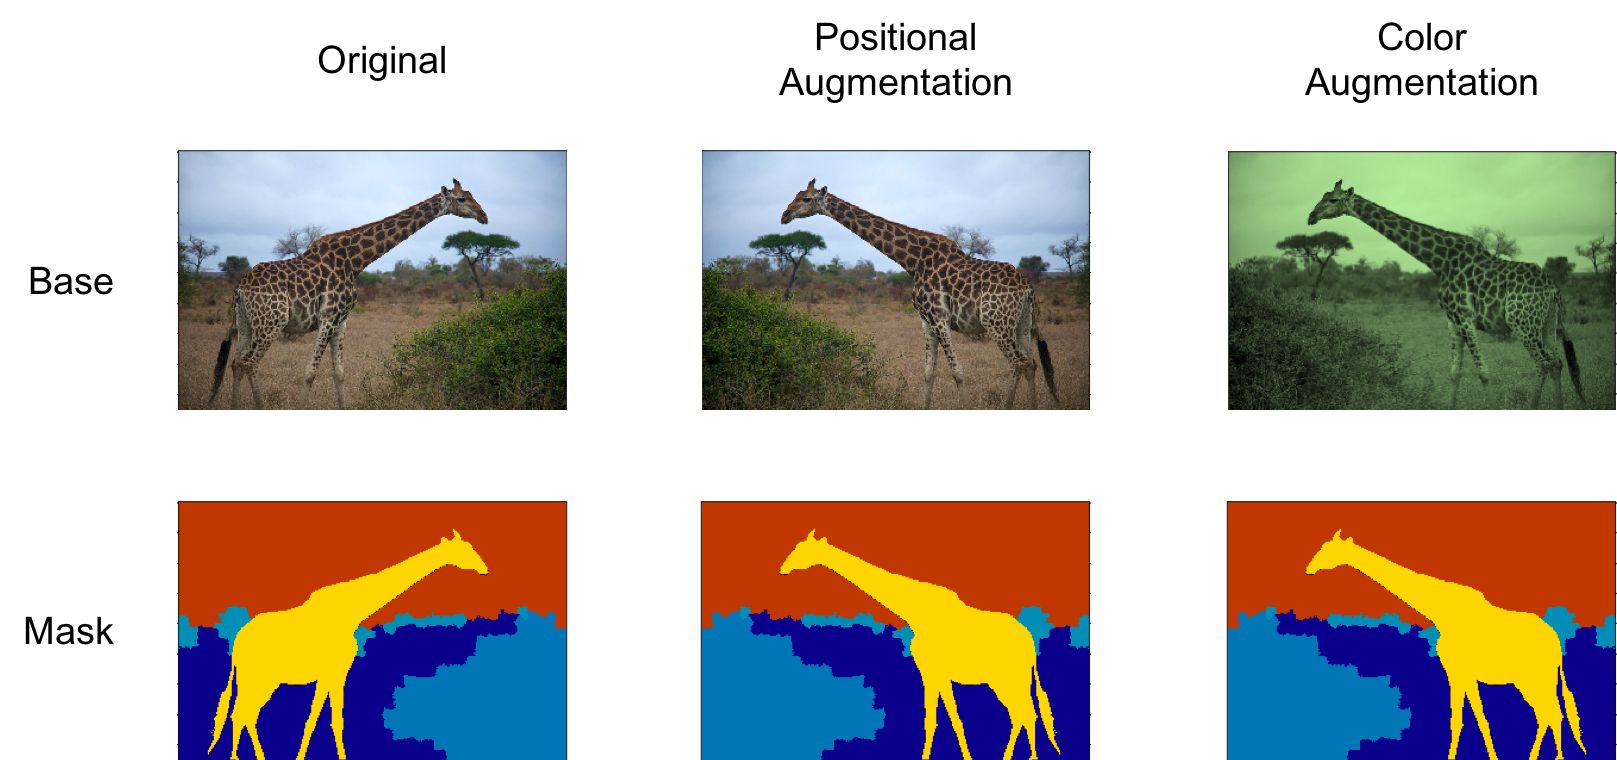 Original
Positional
Augmentation
Color
Augmentation
Base
Mask